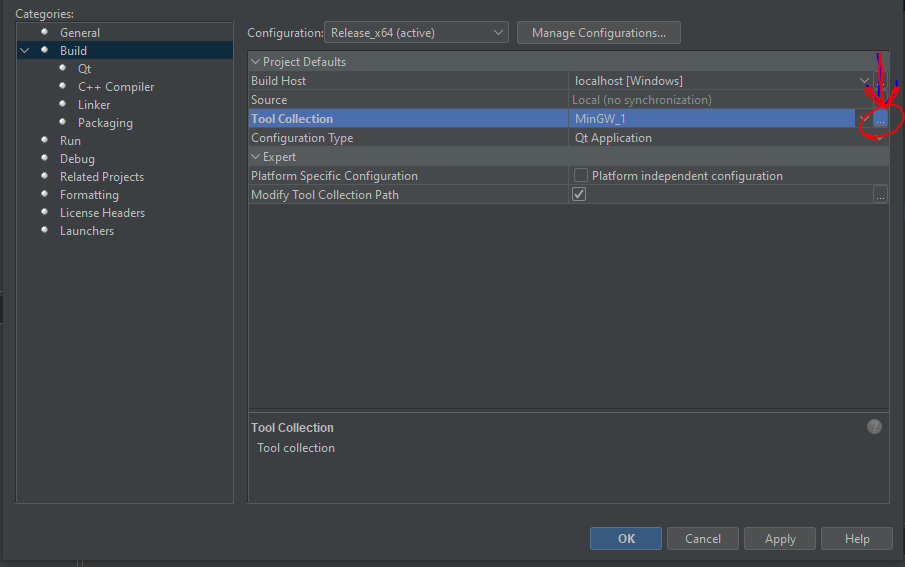 Categories:
General
Build
Qt
C++ Compiler
Linker
Packaging
Run
Debug
Related Projects
Formatting
License Headers
Launchers
Configuration: Release_x64 (active) Manage Configurations...
Project Defaults
Build Host localhost [Windows] ...
Source Local (no synchronization)
Tool Collection MinGW_1 ...
Configuration Type Qt Application
Expert
Platform Specific Configuration Platform independent configuration
Modify Tool Collection Path ...
Tool Collection ?
Tool collection
OK Cancel Apply Help